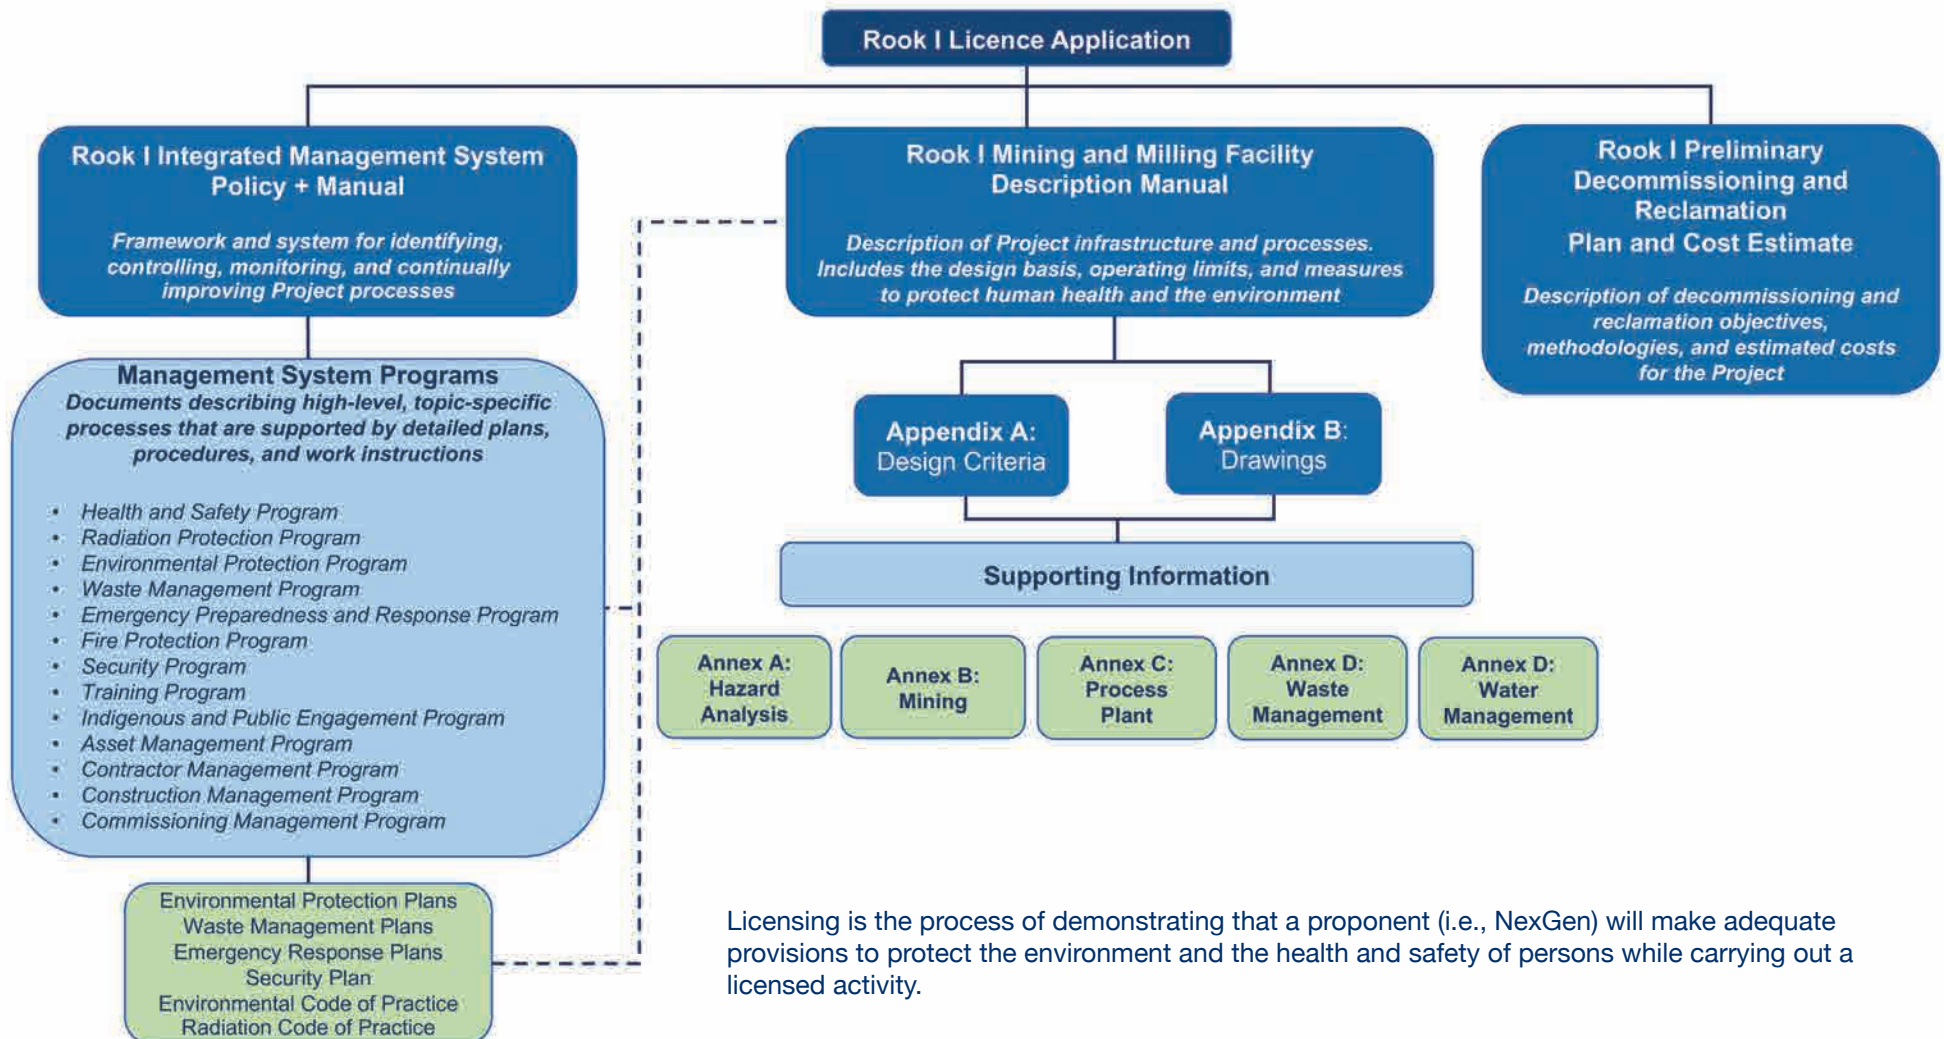 Rook I Licence Application
Rook I Integrated Management System
Policy + Manual
Framework and system for identifying,
controlling, monitoring, and continually
improving Project processes
Rook I Mining and Milling Facility
Description Manual
Description of Project infrastructure and processes.
Includes the design basis, operating limits, and measures
to protect human health and the environment
Rook I Preliminary
Decommissioning and
Reclamation
Plan and Cost Estimate
Description of decommissioning and
reclamation objectives,
methodologies, and estimated costs
for the Project
Management System Programs
Documents describing high-level, topic-specific
processes that are supported by detailed plans,
procedures, and work instructions
• Health and Safety Program
• Radiation Protection Program
• Environmental Protection Program
• Waste Management Program
• Emergency Preparedness and Response Program
• Fire Protection Program
• Security Program
• Training Program
• Indigenous and Public Engagement Program
• Asset Management Program
• Contractor Management Program
• Construction Management Program
• Commissioning Management Program
Environmental Protection Plans
Waste Management Plans
Emergency Response Plans
Security Plan
Environmental Code of Practice
Radiation Code of Practice
Appendix A:
Design Criteria
Appendix B:
Drawings
Supporting Information
Annex A:
Hazard
Analysis
Annex B:
Mining
Annex C:
Process
Plant
Annex D:
Waste
Management
Annex D:
Water
Management
Licensing is the process of demonstrating that a proponent (i.e., NexGen) will make adequate
provisions to protect the environment and the health and safety of persons while carrying out a
licensed activity.